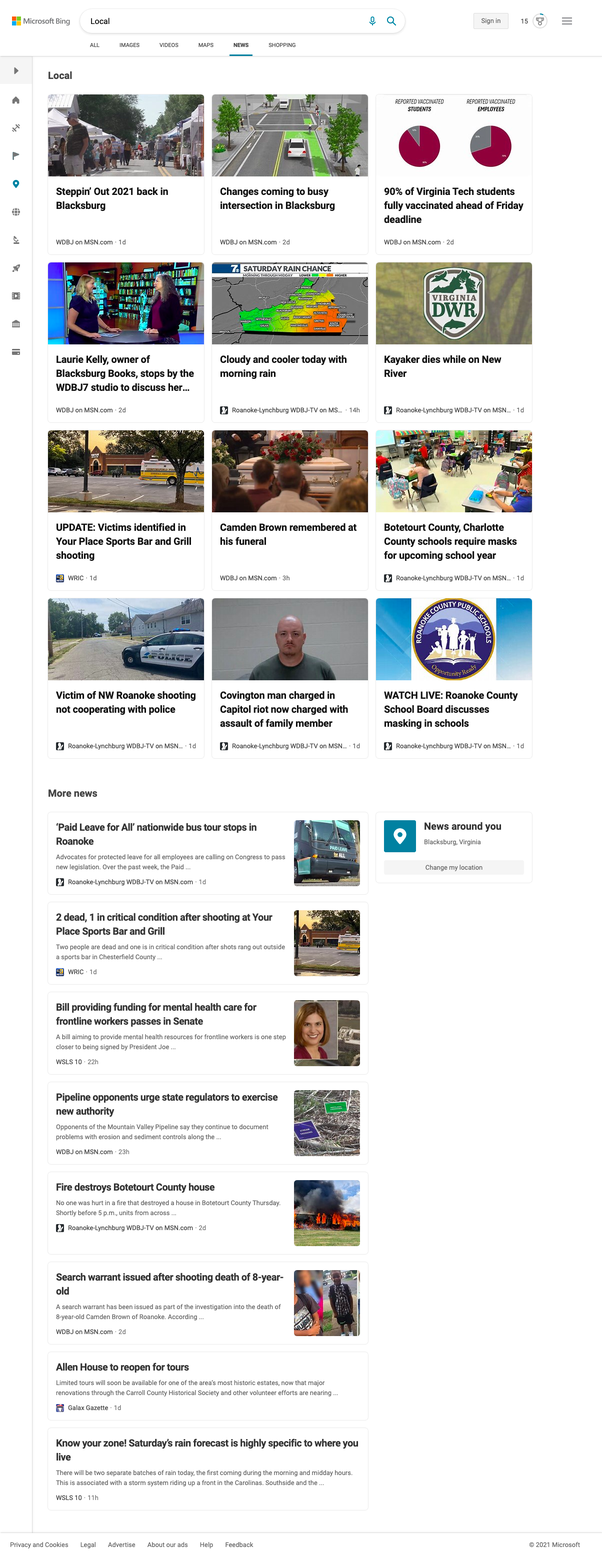 Microsoft Bing
Local
Sign in
15
ALL
IMAGES
VIDEOS
MAPS
NEWS
SHOPPING
Local
Steppin' Out 2021 back in
Blacksburg
WDBJ on MSN.com · 1d
REPORTED VACCINATED
STUDENTS
REPORTED VACCINATED
EMPLOYEES
Changes coming to busy
intersection in Blacksburg
WDBJ on MSN.com · 2d
90% of Virginia Tech students
fully vaccinated ahead of Friday
deadline
WDBJ on MSN.com · 2d
Laurie Kelly, owner of
Blacksburg Books, stops by the
WDBJ7 studio to discuss her...
WDBJ on MSN.com · 2d
7 SATURDAY RAIN CHANCE
MORNING THROUGH MIDDAY LOWER HIGHER
Cloudy and cooler today with
morning rain
Roanoke-Lynchburg WDBJ-TV on MS... · 14h
VIRGINIA
DWR
Kayaker dies while on New
River
Roanoke-Lynchburg WDBJ-TV on MSN... · 1d
UPDATE: Victims identified in
Your Place Sports Bar and Grill
shooting
WRIC · 1d
Camden Brown remembered at
his funeral
WDBJ on MSN.com · 3h
Botetourt County, Charlotte
County schools require masks
for upcoming school year
Roanoke-Lynchburg WDBJ-TV on MSN... · 1d
POLICE
Victim of NW Roanoke shooting
not cooperating with police
Roanoke-Lynchburg WDBJ-TV on MSN... · 1d
Covington man charged in
Capitol riot now charged with
assault of family member
Roanoke-Lynchburg WDBJ-TV on MSN... · 1d
ROANOKE COUNTY PUBLIC SCHOOLS
Opportunity Ready
WATCH LIVE: Roanoke County
School Board discusses
masking in schools
Roanoke-Lynchburg WDBJ-TV on MSN... · 1d
More news
'Paid Leave for All' nationwide bus tour stops in
Roanoke
Advocates for protected leave for all employees are calling on Congress to pass
new legislation. Over the past week, the Paid ...
Roanoke-Lynchburg WDBJ-TV on MSN.com · 1d
PAID LEAVE
for ALL
News around you
Blacksburg, Virginia
Change my location
2 dead, 1 in critical condition after shooting at Your
Place Sports Bar and Grill
Two people are dead and one is in critical condition after shots rang out outside
a sports bar in Chesterfield County ...
WRIC · 1d
Bill providing funding for mental health care for
frontline workers passes in Senate
A bill aiming to provide mental health resources for frontline workers is one step
closer to being signed by President Joe ...
WSLS 10 · 22h
Pipeline opponents urge state regulators to exercise
new authority
Opponents of the Mountain Valley Pipeline say they continue to document
problems with erosion and sediment controls along the ...
WDBJ on MSN.com · 23h
Fire destroys Botetourt County house
No one was hurt in a fire that destroyed a house in Botetourt County Thursday.
Shortly before 5 p.m., units from across ...
Roanoke-Lynchburg WDBJ-TV on MSN.com · 2d
Search warrant issued after shooting death of 8-year-
old
A search warrant has been issued as part of the investigation into the death of
8-year-old Camden Brown of Roanoke. According ...
WDBJ on MSN.com · 2d
Allen House to reopen for tours
Limited tours will soon be available for one of the area's most historic estates, now that major
renovations through the Carroll County Historical Society and other volunteer efforts are nearing ...
Galax Gazette · 1d
Know your zone! Saturday's rain forecast is highly specific to where you
live
There will be two separate batches of rain today, the first coming during the morning and midday hours.
This is associated with a storm system riding up a front in the Carolinas. Southside and the ...
WSLS 10 · 11h
Privacy and Cookies
Legal
Advertise
About our ads
Help
Feedback
© 2021 Microsoft